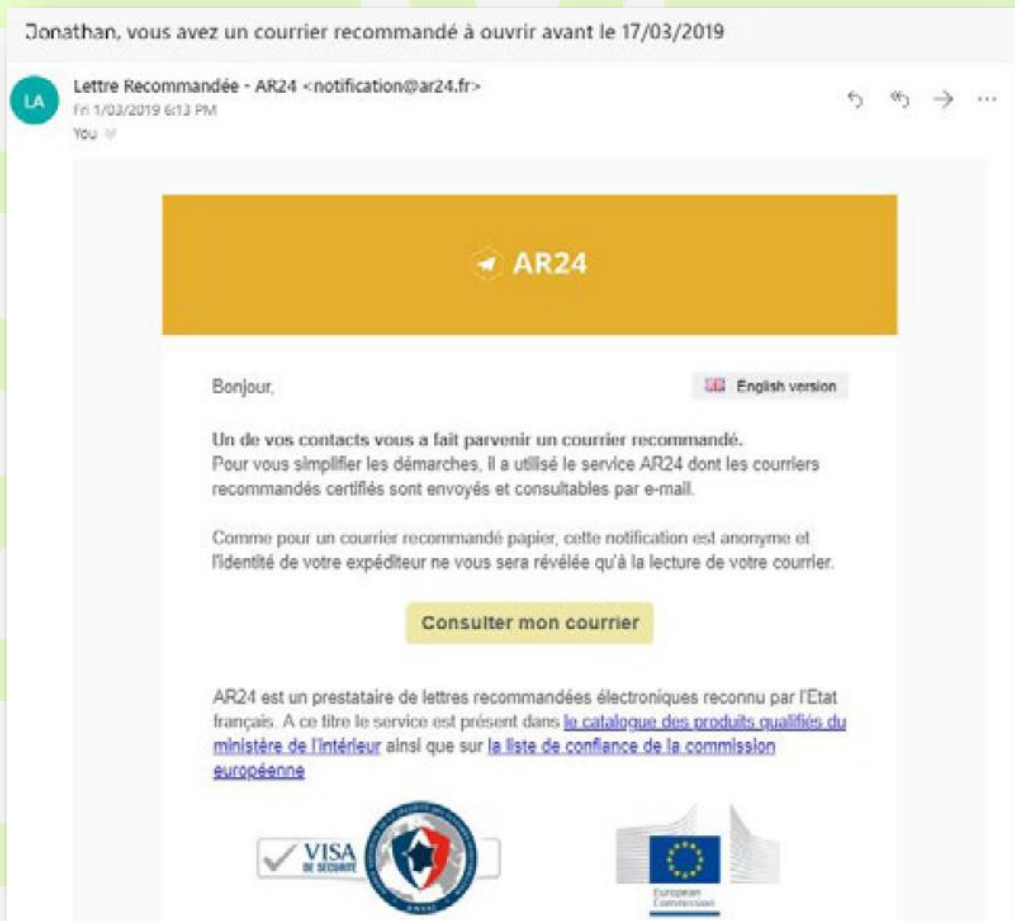 Jonathan, vous avez un courrier recommandé à ouvrir avant le 17/03/2019
LA
Lettre Recommandée - AR24 <notification@ar24.fr>
Fri 1/03/2019 6:13 PM
You
AR24
Bonjour,
English version
Un de vos contacts vous a fait parvenir un courrier recommandé.
Pour vous simplifier les démarches, il a utilisé le service AR24 dont les courriers
recommandés certifiés sont envoyés et consultables par e-mail.
Comme pour un courrier recommandé papier, cette notification est anonyme et
l'identité de votre expéditeur ne vous sera révélée qu'à la lecture de votre courrier.
Consulter mon courrier
AR24 est un prestataire de lettres recommandées électroniques reconnu par l'Etat
français. A ce titre le service est présent dans le catalogue des produits qualifiés du
ministère de l'intérieur ainsi que sur la liste de confiance de la commission
européenne
VISA
DE SÉCURITÉ
ANSSI
European
Commission